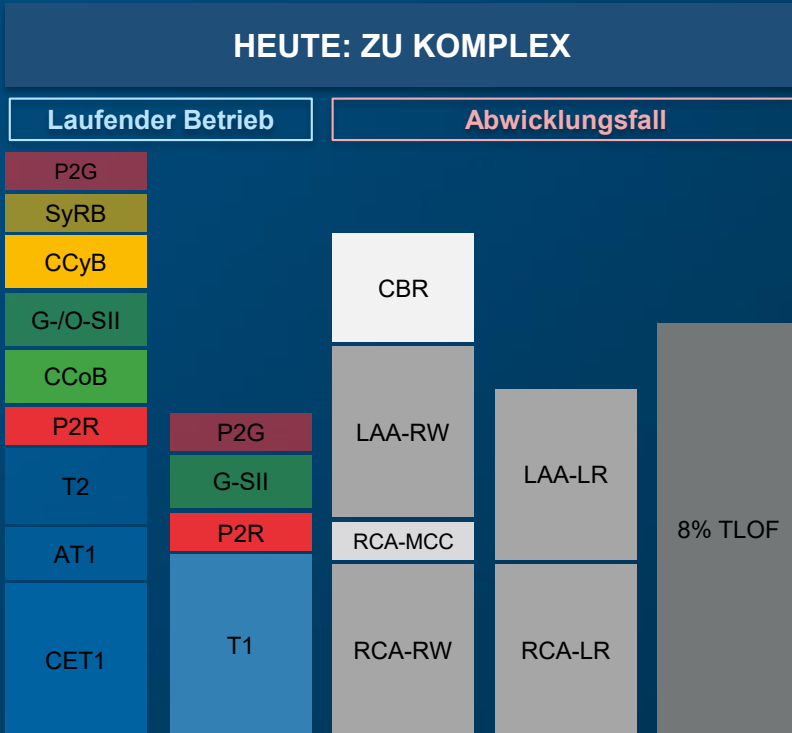 HEUTE: ZU KOMPLEX
Laufender Betrieb
Abwicklungsfall
P2G
SyRB
CCyB
G-/O-SII
CCoB
P2R
T2
AT1
CET1
P2G
G-SII
P2R
T1
CBR
LAA-RW
RCA-MCC
RCA-RW
LAA-LR
RCA-LR
8% TLOF